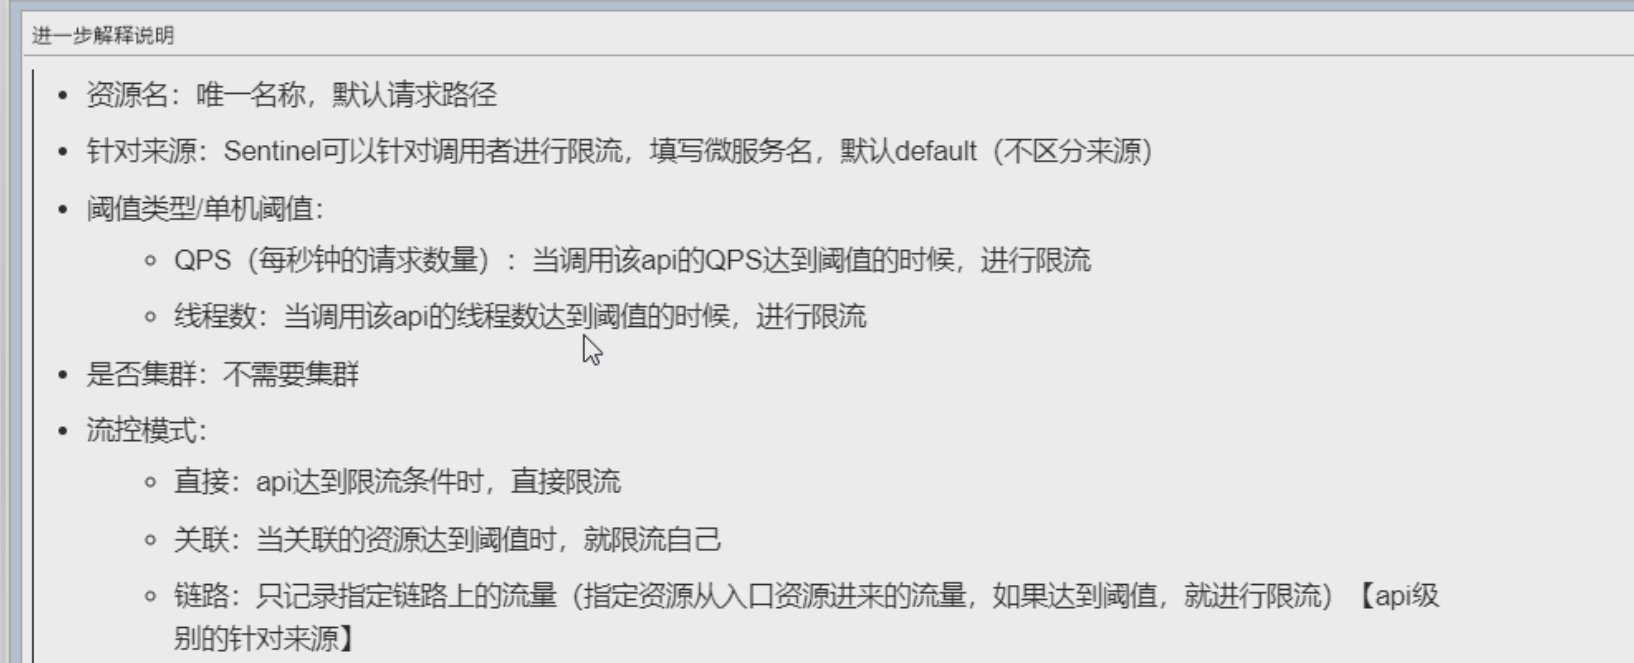 进一步解释说明
• 资源名：唯一名称，默认请求路径
• 针对来源：Sentinel可以针对调用者进行限流，填写微服务名，默认default（不区分来源）
• 阈值类型/单机阈值：
◦ QPS（每秒钟的请求数量）：当调用该api的QPS达到阈值的时候，进行限流
◦ 线程数：当调用该api的线程数达到阈值的时候，进行限流
• 是否集群：不需要集群
• 流控模式：
◦ 直接：api达到限流条件时，直接限流
◦ 关联：当关联的资源达到阈值时，就限流自己
◦ 链路：只记录指定链路上的流量（指定资源从入口资源进来的流量，如果达到阈值，就进行限流）【api级
别的针对来源】